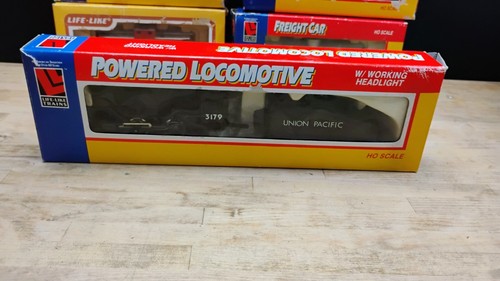 LIFE-LIKE
FREIGHT CAR
HO SCALE
POWERED LOCOMOTIVE
POWERED LOCOMOTIVE
W/ WORKING
HEADLIGHT
LIFE-LIKE
TRAINS
3179
UNION PACIFIC
HO SCALE